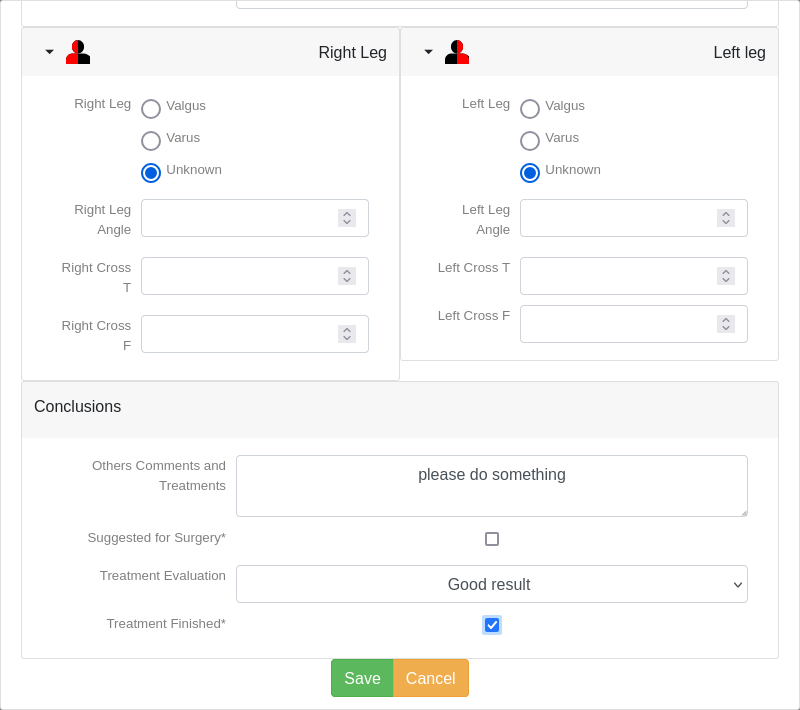 Right Leg
Left leg
Right Leg
Valgus
Varus
Unknown
Right Leg
Angle
Right Cross
T
Right Cross
F
Left Leg
Valgus
Varus
Unknown
Left Leg
Angle
Left Cross T
Left Cross F
Conclusions
Others Comments and
Treatments
please do something
Suggested for Surgery*
Treatment Evaluation
Good result
Treatment Finished*
Save
Cancel